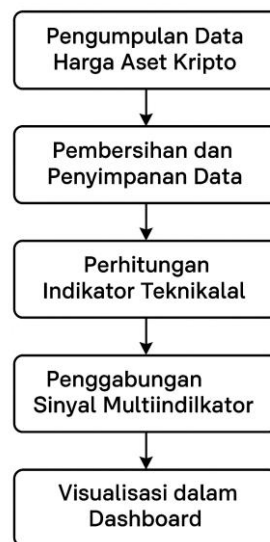 Pengumpulan Data
Harga Aset Kripto
Pembersihan dan
Penyimpanan Data
Perhitungan
Indikator Teknikalal
Penggabungan
Sinyal Multiindilkator
Visualisasi dalam
Dashboard